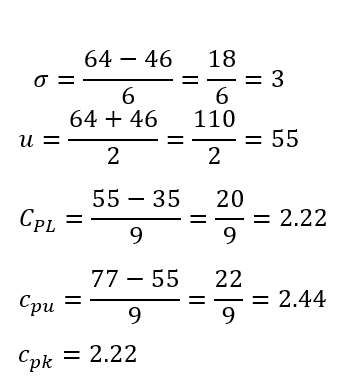 σ = (64 − 46)/6 = 18/6 = 3
u = (64 + 46)/2 = 110/2 = 55
C_PL = (55 − 35)/9 = 20/9 = 2.22
c_pu = (77 − 55)/9 = 22/9 = 2.44
c_pk = 2.22